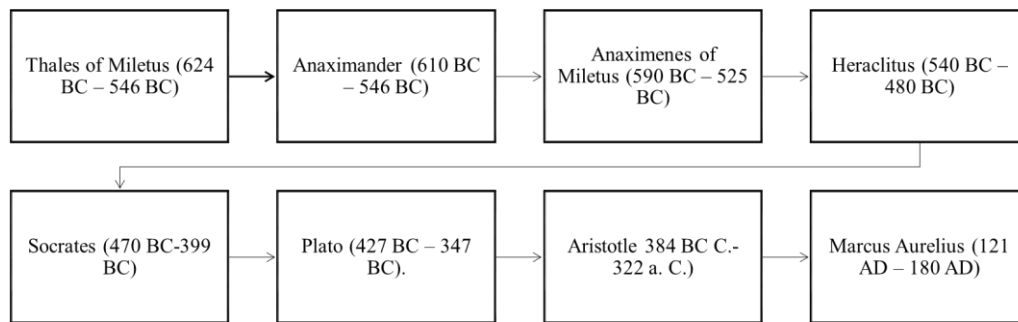 Thales of Miletus (624
BC – 546 BC)
Anaximander (610 BC
– 546 BC)
Anaximenes of
Miletus (590 BC – 525
BC)
Heraclitus (540 BC –
480 BC)
Socrates (470 BC-399
BC)
Plato (427 BC – 347
BC).
Aristotle 384 BC C.-
322 a. C.)
Marcus Aurelius (121
AD – 180 AD)